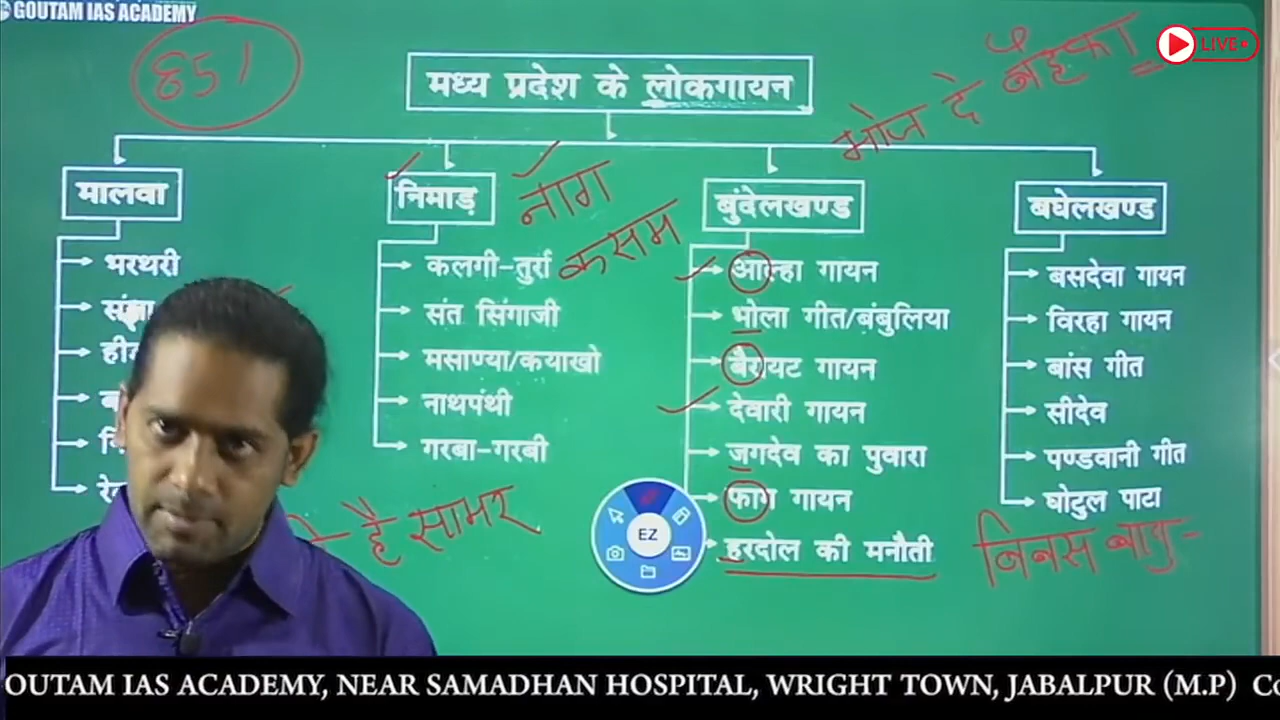 GOUTAM IAS ACADEMY
LIVE
851
मध्य प्रदेश के लोकगायन
भोज दे बहका
मालवा
भरथरी
निमाड़
कलगी-तुर्रा
संत सिंगाजी
मसाण्या/कयाखो
नाथपंथी
गरबा-गरबी
नाग
कसम
है सामर
बुंदेलखण्ड
आल्हा गायन
भोला गीत/बंबुलिया
बैरायट गायन
देवारी गायन
जगदेव का पुवारा
फाग गायन
हरदोल की मनौती
EZ
बघेलखण्ड
बसदेवा गायन
विरहा गायन
बांस गीत
सीदेव
पण्डवानी गीत
घोटुल पाटा
OUTAM IAS ACADEMY, NEAR SAMADHAN HOSPITAL, WRIGHT TOWN, JABALPUR (M.P) Co